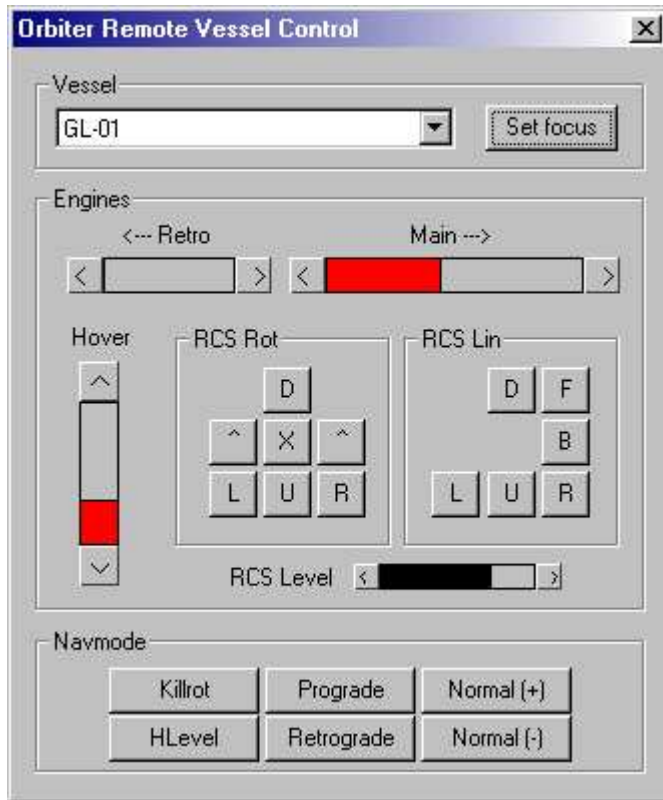 Orbiter Remote Vessel Control
Vessel
GL-01
Set focus
Engines
<--- Retro
Main --->
< > < >
Hover
RCS Rot
RCS Lin
^
D
D F
^ X ^
B
L U R
L U R
RCS Level < >
Navmode
Killrot Prograde Normal (+)
HLevel Retrograde Normal (-)